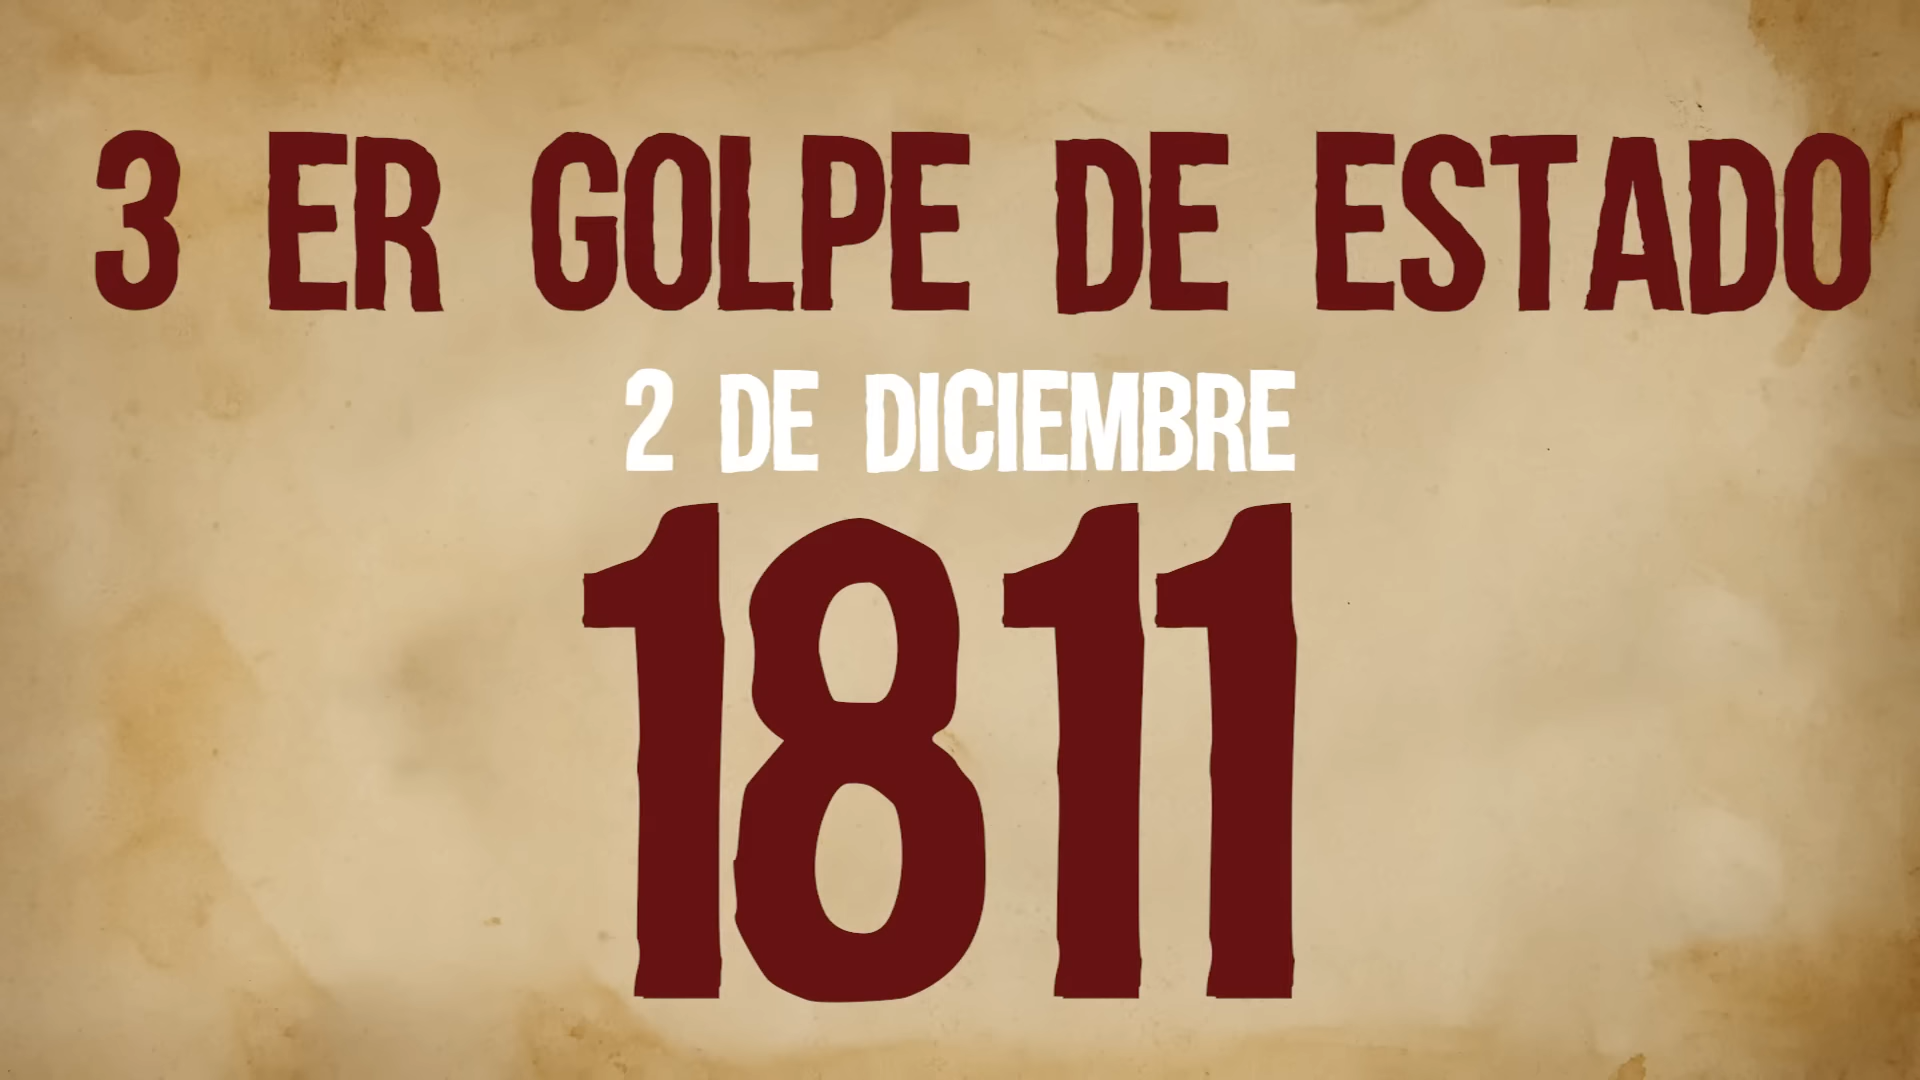 3 ER GOLPE DE ESTADO
2 DE DICIEMBRE
1811